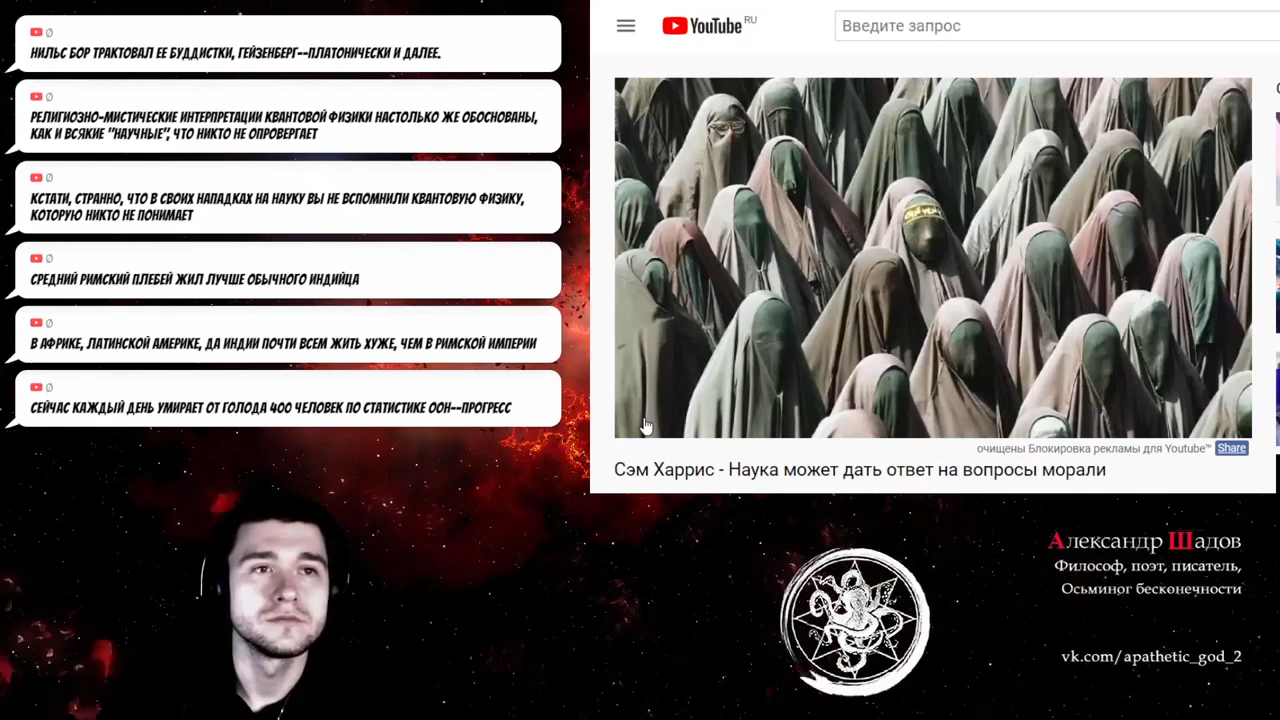 Ø
НИЛЬС БОР ТРАКТОВАЛ ЕЕ БУДДИСТКИ, ГЕЙЗЕНБЕРГ--ПЛАТОНИЧЕСКИ И ДАЛЕЕ.
Ø
РЕЛИГИОЗНО-МИСТИЧЕСКИЕ ИНТЕРПРЕТАЦИИ КВАНТОВОЙ ФИЗИКИ НАСТОЛЬКО ЖЕ ОБОСНОВАНЫ,
КАК И ВСЯКИЕ "НАУЧНЫЕ", ЧТО НИКТО НЕ ОПРОВЕРГАЕТ
Ø
КСТАТИ, СТРАННО, ЧТО В СВОИХ НАПАДКАХ НА НАУКУ ВЫ НЕ ВСПОМНИЛИ КВАНТОВУЮ ФИЗИКУ,
КОТОРУЮ НИКТО НЕ ПОНИМАЕТ
Ø
СРЕДНИЙ РИМСКИЙ ПЛЕБЕЙ ЖИЛ ЛУЧШЕ ОБЫЧНОГО ИНДИЙЦА
Ø
В АФРИКЕ, ЛАТИНСКОЙ АМЕРИКЕ, ДА ИНДИИ ПОЧТИ ВСЕМ ЖИТЬ ХУЖЕ, ЧЕМ В РИМСКОЙ ИМПЕРИИ
Ø
СЕЙЧАС КАЖДЫЙ ДЕНЬ УМИРАЕТ ОТ ГОЛОДА 400 ЧЕЛОВЕК ПО СТАТИСТИКЕ ООН--ПРОГРЕСС
YouTube RU
Введите запрос
очищены Блокировка рекламы для Youtube™ Share
Сэм Харрис - Наука может дать ответ на вопросы морали
Александр Шадов
Философ, поэт, писатель,
Осьминог бесконечности
vk.com/apathetic_god_2